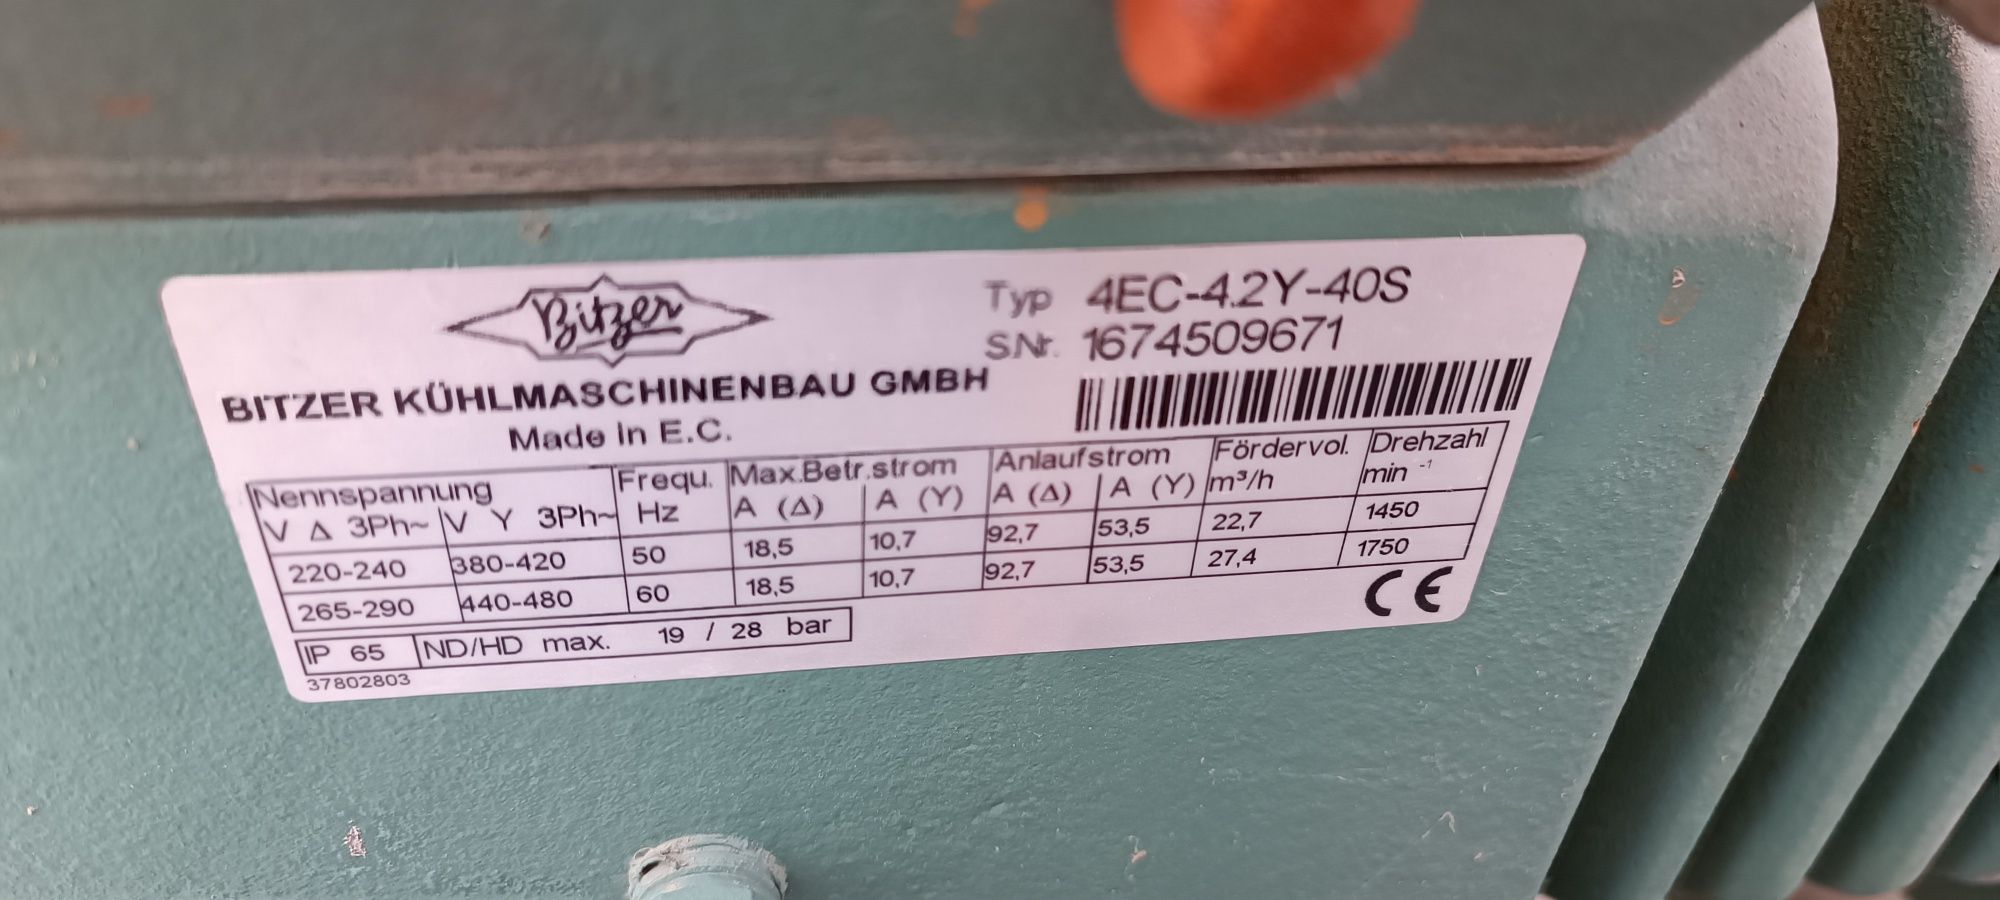 Bitzer
BITZER KÜHLMASCHINENBAU GMBH
Made in E.C.
Typ 4EC-4.2Y-40S
S.Nr. 1674509671
Nennspannung Frequ. Max.Betr.strom Anlaufstrom Fördervol. Drehzahl
V Δ 3Ph~ V Y 3Ph~ Hz A (Δ) A (Y) A (Δ) A (Y) m³/h min ⁻¹
220-240 380-420 50 18,5 10,7 92,7 53,5 22,7 1450
265-290 440-480 60 18,5 10,7 92,7 53,5 27,4 1750
IP 65 ND/HD max. 19 / 28 bar
CE
37802803